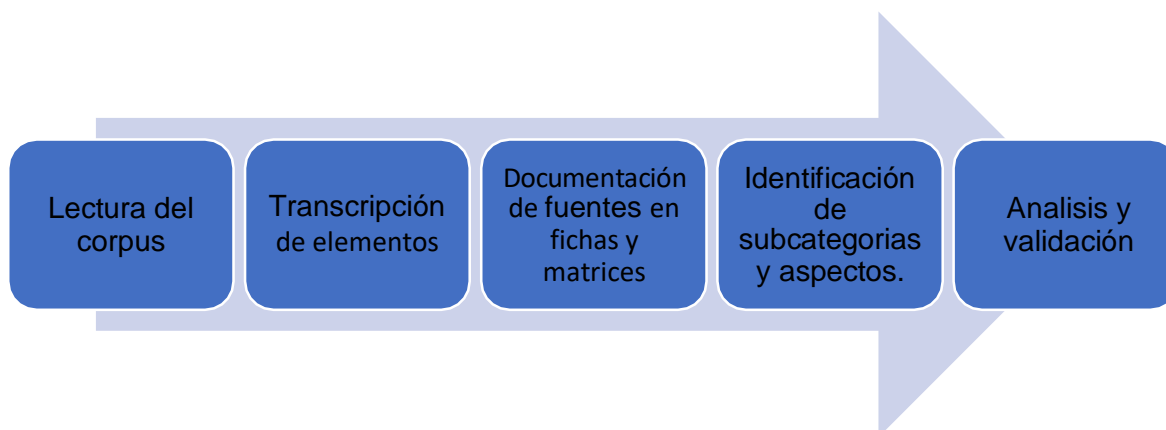 Lectura del
corpus
Transcripción
de elementos
Documentación
de fuentes en
fichas y
matrices
Identificación
de
subcategorias
y aspectos.
Analisis y
validación